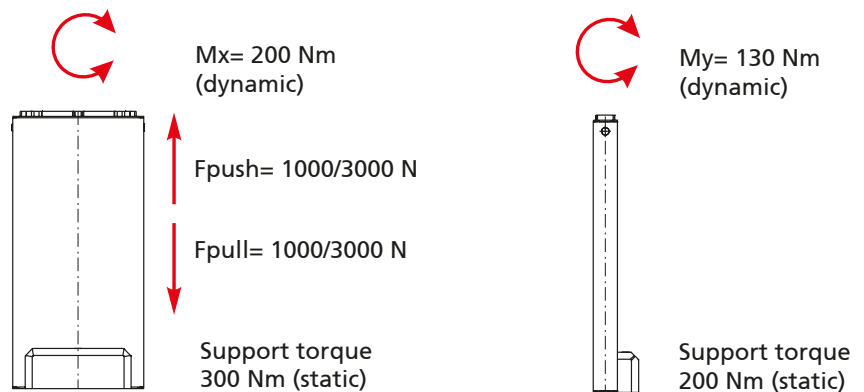 Mx= 200 Nm
(dynamic)
Fpush= 1000/3000 N
Fpull= 1000/3000 N
Support torque
300 Nm (static)
My= 130 Nm
(dynamic)
Support torque
200 Nm (static)